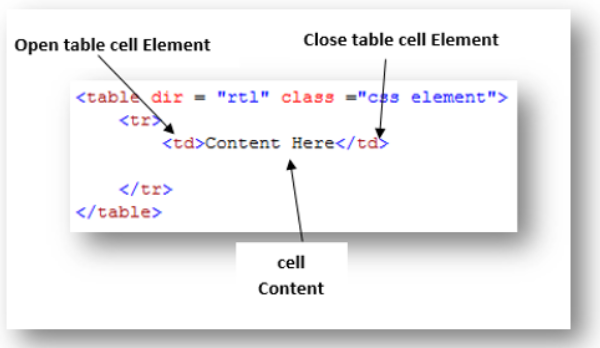 Open table cell Element
Close table cell Element
<table dir = "rtl" class ="css element">
<tr>
<td>Content Here</td>
</tr>
</table>
cell
Content